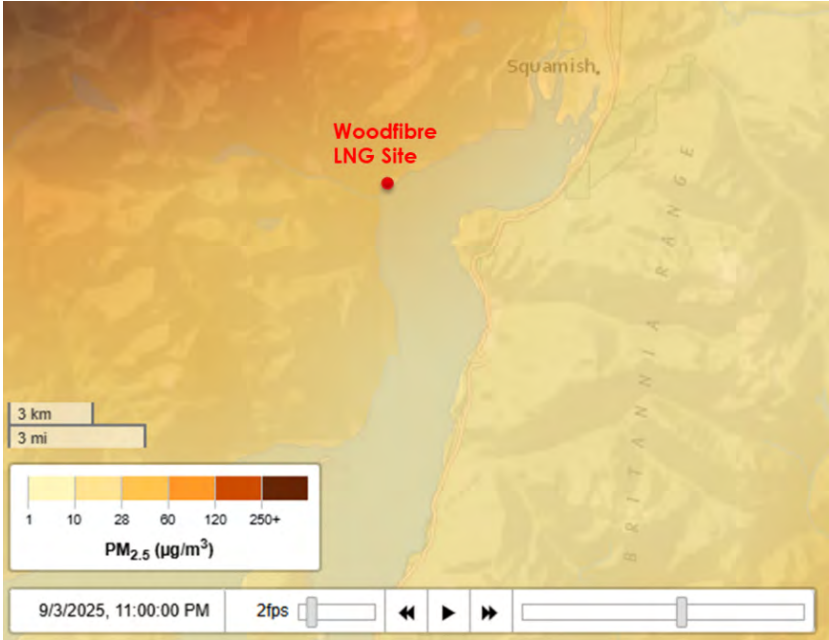 Squamish
Woodfibre
LNG Site
BRITANNIA RANGE
3 km
3 mi
1 10 28 60 120 250+
PM2.5 (µg/m³)
9/3/2025, 11:00:00 PM 2fps